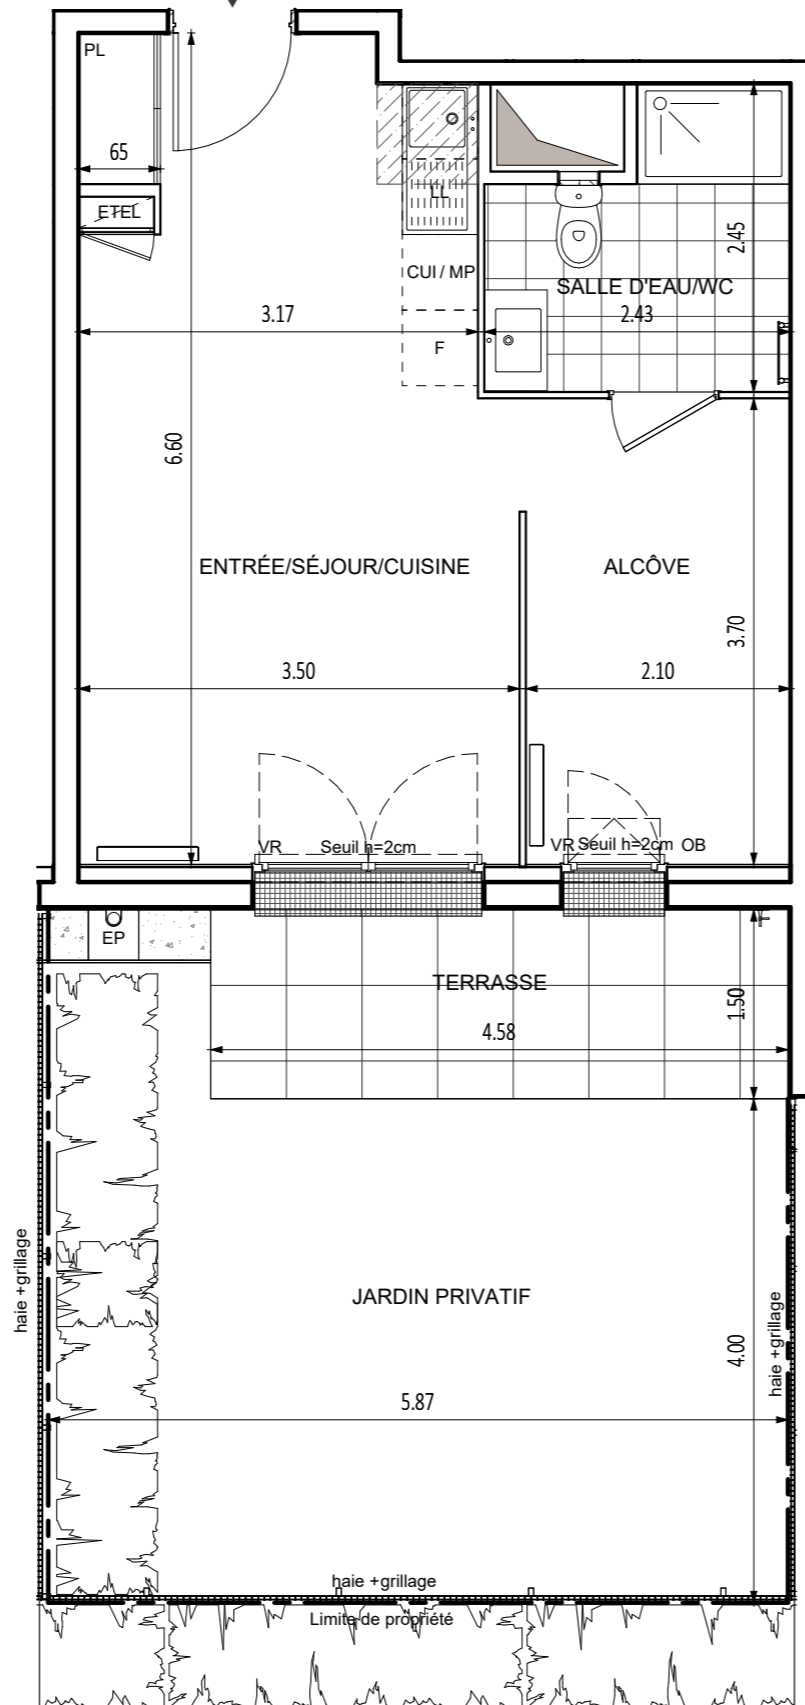 PL
65
ETEL
LL
CUI / MP
F
3.17
SALLE D'EAU/WC
2.43
2.45
6.60
ENTRÉE/SÉJOUR/CUISINE
ALCÔVE
3.70
3.50
2.10
VR
Seuil h=2cm
VR
Seuil h=2cm
OB
EP
TERRASSE
1.50
4.58
haie +grillage
JARDIN PRIVATIF
haie +grillage
4.00
5.87
haie +grillage
Limite de propriété